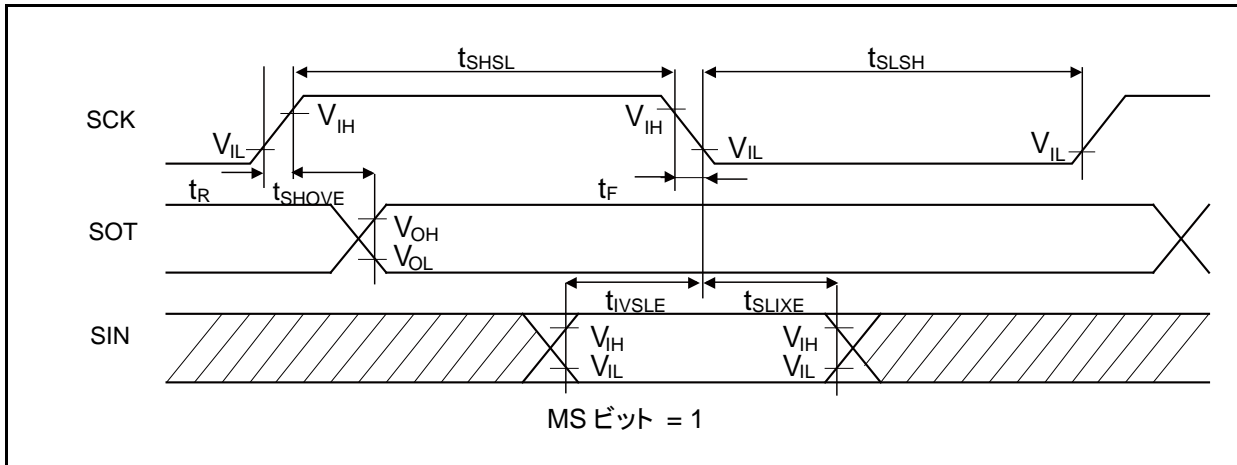 tSHSL
tSLSH
SCK
VIH
VIH
VIL
VIL
VIL
tR
tSHOVE
tF
SOT
VOH
VOL
tIVSLE
tSLIXE
SIN
VIH
VIH
VIL
VIL
MS ビット = 1